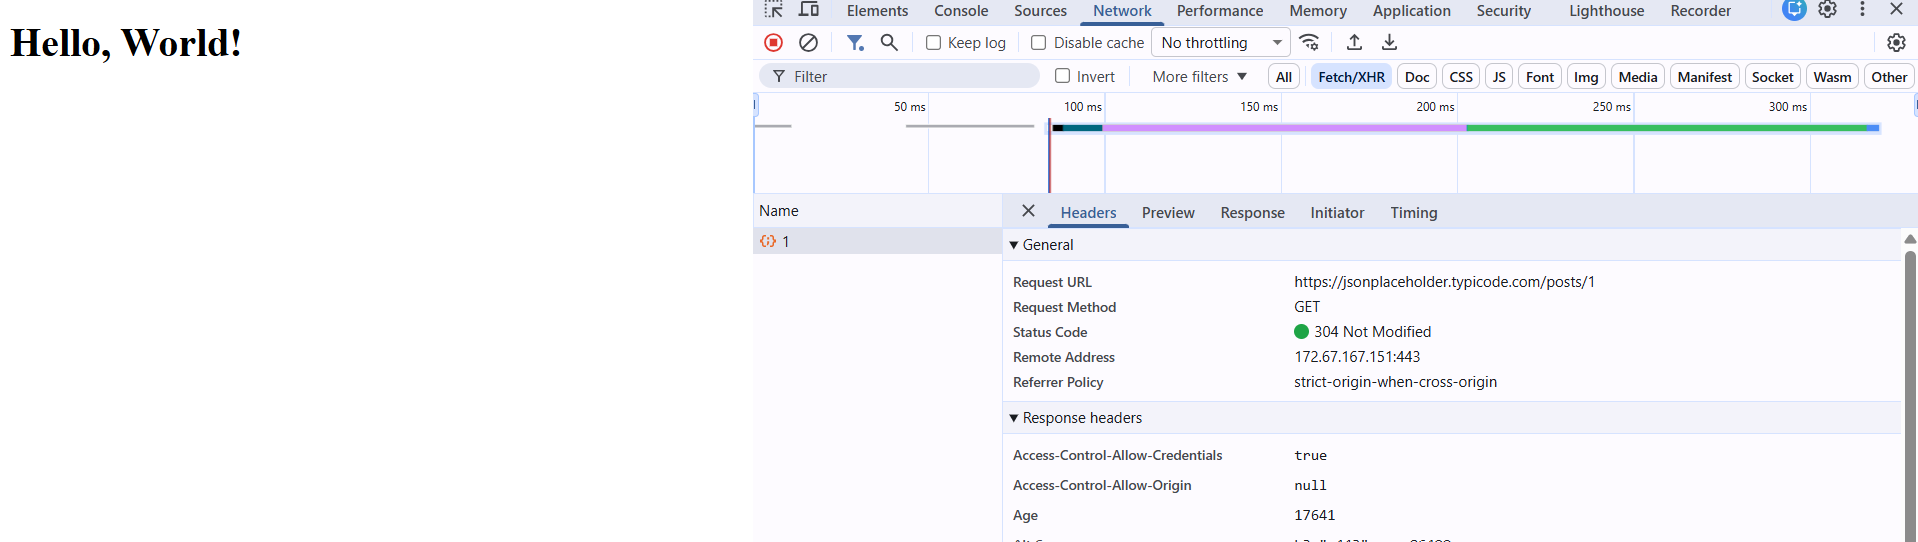 Hello, World!
Elements Console Sources Network Performance Memory Application Security Lighthouse Recorder
Keep log Disable cache No throttling
Filter Invert More filters All Fetch/XHR Doc CSS JS Font Img Media Manifest Socket Wasm Other
50 ms 100 ms 150 ms 200 ms 250 ms 300 ms
Name Headers Preview Response Initiator Timing
1
General
Request URL https://jsonplaceholder.typicode.com/posts/1
Request Method GET
Status Code 304 Not Modified
Remote Address 172.67.167.151:443
Referrer Policy strict-origin-when-cross-origin
Response headers
Access-Control-Allow-Credentials true
Access-Control-Allow-Origin null
Age 17641